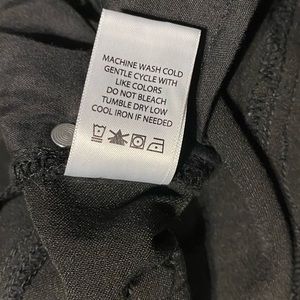 MACHINE WASH COLD
GENTLE CYCLE WITH
LIKE COLORS
DO NOT BLEACH
TUMBLE DRY LOW
COOL IRON IF NEEDED